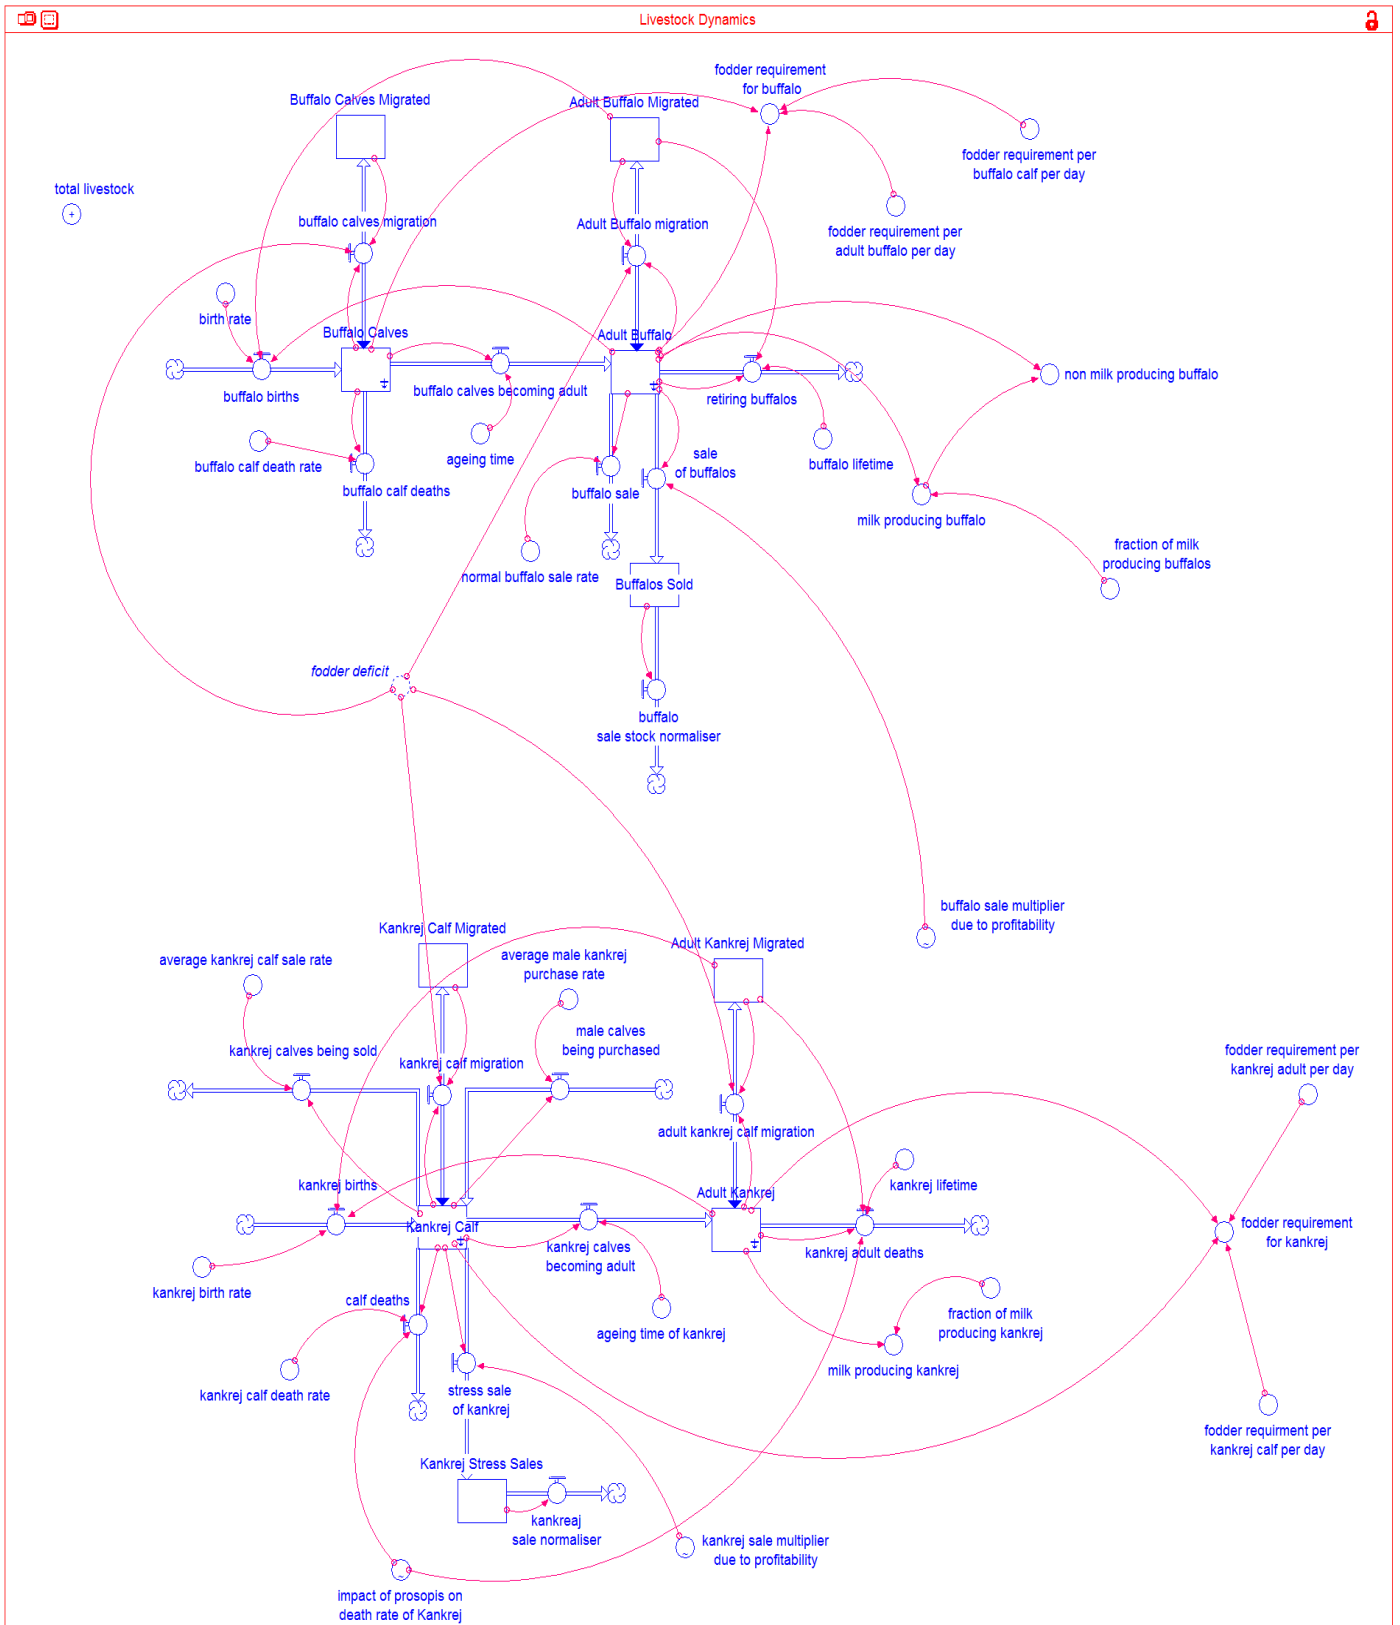 Livestock Dynamics
fodder requirement
for buffalo
Buffalo Calves Migrated
Adult Buffalo Migrated
fodder requirement per
buffalo calf per day
total livestock
+
buffalo calves migration
Adult Buffalo migration
fodder requirement per
adult buffalo per day
birth rate
Buffalo Calves
Adult Buffalo
non milk producing buffalo
buffalo births
buffalo calves becoming adult
retiring buffalos
buffalo calf death rate
ageing time
sale
of buffalos
buffalo lifetime
buffalo calf deaths
buffalo sale
milk producing buffalo
fraction of milk
producing buffalos
normal buffalo sale rate
Buffalos Sold
fodder deficit
buffalo
sale stock normaliser
buffalo sale multiplier
due to profitability
~
Kankrej Calf Migrated
Adult Kankrej Migrated
average kankrej calf sale rate
average male kankrej
purchase rate
male calves
being purchased
kankrej calves being sold
kankrej calf migration
fodder requirement per
kankrej adult per day
adult kankrej calf migration
kankrej births
Adult Kankrej
kankrej lifetime
Kankrej Calf
fodder requirement
for kankrej
kankrej calves
becoming adult
kankrej adult deaths
kankrej birth rate
calf deaths
fraction of milk
producing kankrej
ageing time of kankrej
milk producing kankrej
kankrej calf death rate
stress sale
of kankrej
fodder requirment per
kankrej calf per day
Kankrej Stress Sales
kankreaj
sale normaliser
~
kankrej sale multiplier
due to profitability
~
impact of prosopis on
death rate of Kankrej